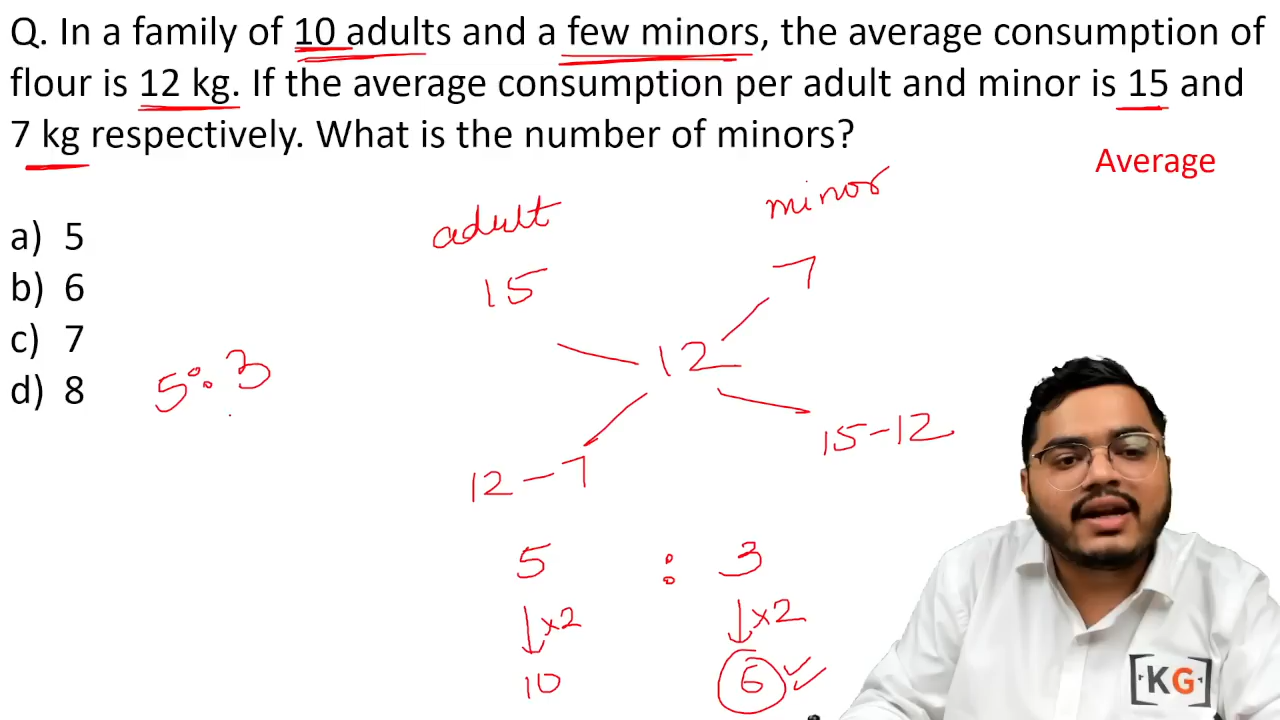 Q. In a family of 10 adults and a few minors, the average consumption of
flour is 12 kg. If the average consumption per adult and minor is 15 and
7 kg respectively. What is the number of minors?
Average
a) 5
b) 6
c) 7
d) 8
adult
minor
15
7
12
5:3
12-7
15-12
5 : 3
×2
×2
10
6
KG